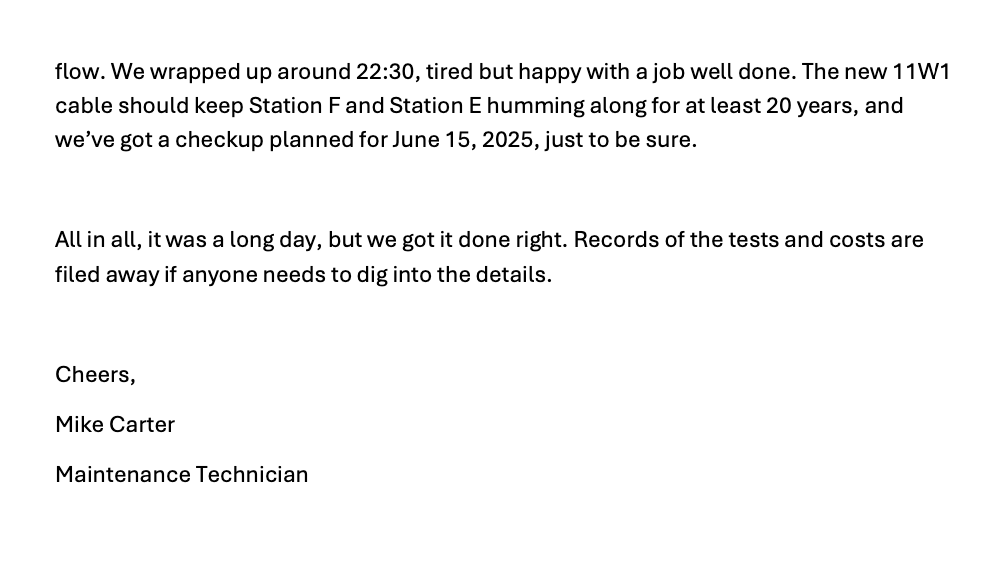 flow. We wrapped up around 22:30, tired but happy with a job well done. The new 11W1
cable should keep Station F and Station E humming along for at least 20 years, and
we’ve got a checkup planned for June 15, 2025, just to be sure.
All in all, it was a long day, but we got it done right. Records of the tests and costs are
filed away if anyone needs to dig into the details.
Cheers,
Mike Carter
Maintenance Technician